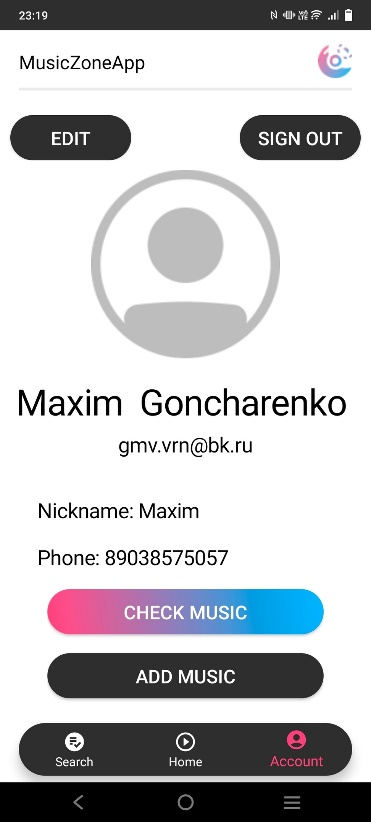 23:19
MusicZoneApp
EDIT
SIGN OUT
Maxim Goncharenko
gmv.vrn@bk.ru
Nickname: Maxim
Phone: 89038575057
CHECK MUSIC
ADD MUSIC
Search
Home
Account